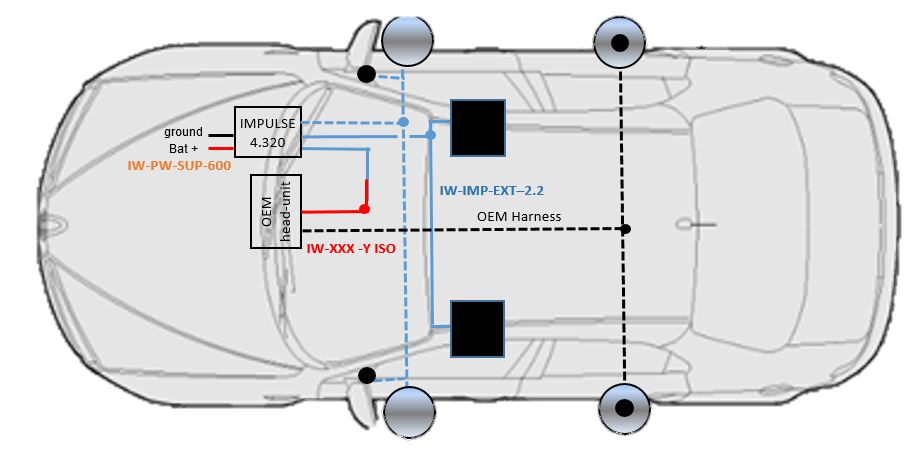 ground
Bat +
IW-PW-SUP-600
IMPULSE
4.320
OEM
head-unit
IW-XXX -Y ISO
IW-IMP-EXT–2.2
OEM Harness